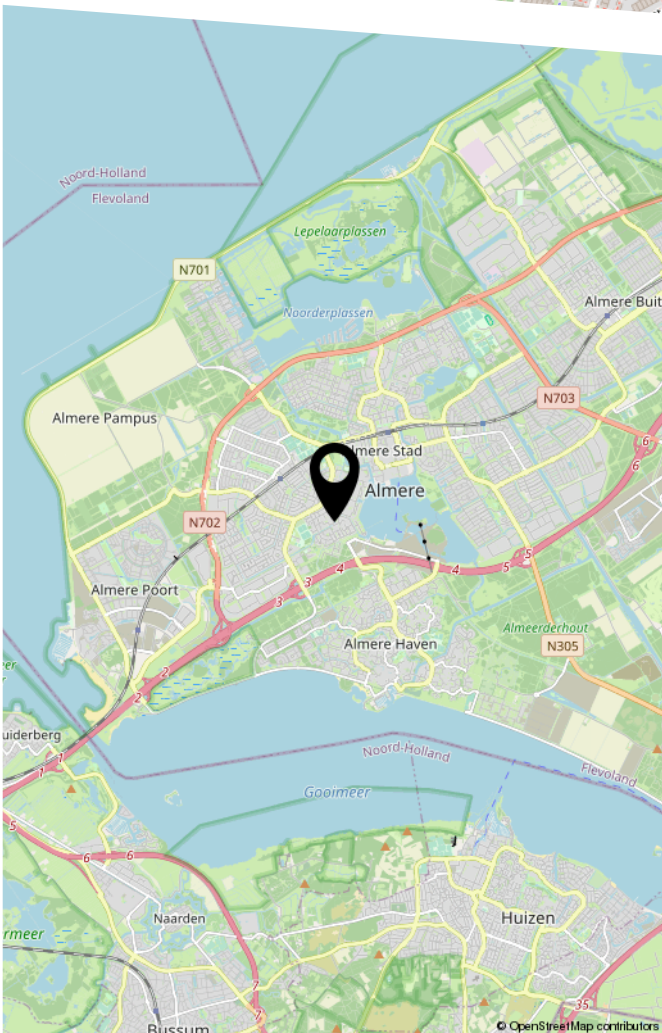 Noord-Holland
Flevoland
Lepelaarplassen
N701
Noorderplassen
Almere Buit
N703
Almere Pampus
6
6
lmere Stad
Almere
N702
5
5
4
4
3
3
Almere Poort
Almeerderhout
Almere Haven
N305
2
2
uiderberg
1
1
Noord-Holland
Flevoland
Gooimeer
5
6
6
Naarden
Huizen
rmeer
7
7
35
Bussum
© OpenStreetMap contributors